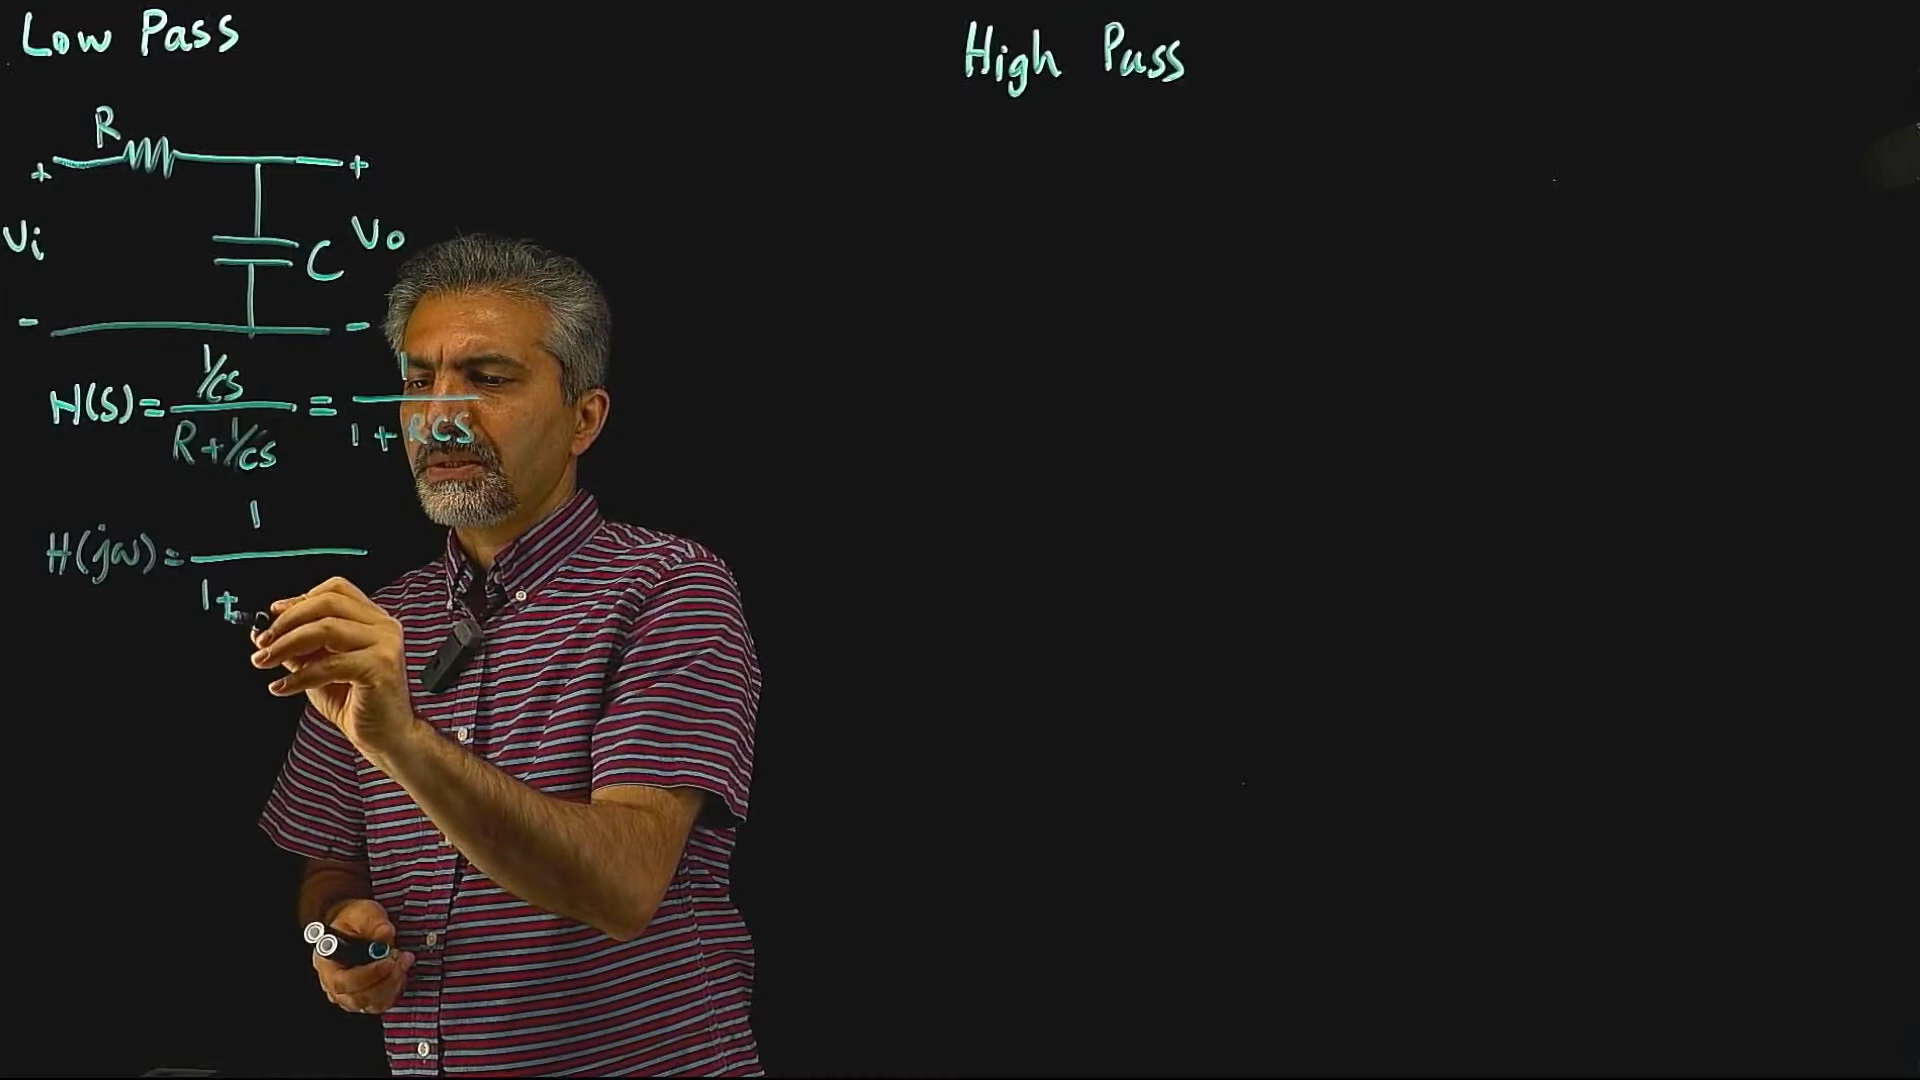 Low Pass
High Pass
R
+ +
Vi C Vo
- -
H(S) = 1/CS / R + 1/CS = 1 / 1 + RCS
H(jω) = 1 / 1 +